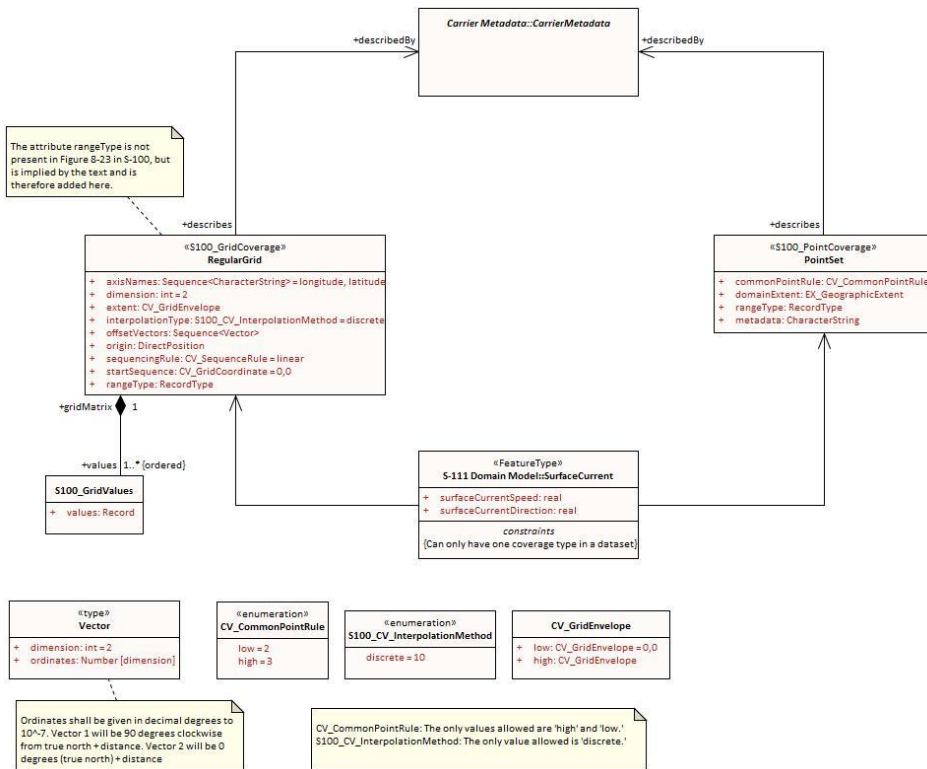 Carrier Metadata::CarrierMetadata
+describedBy
+describedBy
The attribute rangeType is not
present in Figure 8-23 in S-100, but
is implied by the text and is
therefore added here.
+describes
+describes
«S100_GridCoverage»
RegularGrid
+ axisNames: Sequence<CharacterString> = longitude, latitude
+ dimension: int = 2
+ extent: CV_GridEnvelope
+ interpolationType: S100_CV_InterpolationMethod = discrete
+ offsetVectors: Sequence<Vector>
+ origin: DirectPosition
+ sequencingRule: CV_SequenceRule = linear
+ startSequence: CV_GridCoordinate = 0,0
+ rangeType: RecordType
«S100_PointCoverage»
PointSet
+ commonPointRule: CV_CommonPointRule
+ domainExtent: EX_GeographicExtent
+ rangeType: RecordType
+ metadata: CharacterString
+gridMatrix 1
+values 1..* {ordered}
S100_GridValues
+ values: Record
«FeatureType»
S-111 Domain Model::SurfaceCurrent
+ surfaceCurrentSpeed: real
+ surfaceCurrentDirection: real
constraints
{Can only have one coverage type in a dataset}
«type»
Vector
+ dimension: int = 2
+ ordinates: Number [dimension]
«enumeration»
CV_CommonPointRule
low = 2
high = 3
«enumeration»
S100_CV_InterpolationMethod
discrete = 10
CV_GridEnvelope
+ low: CV_GridEnvelope = 0,0
+ high: CV_GridEnvelope
Ordinates shall be given in decimal degrees to
10^-7. Vector 1 will be 90 degrees clockwise
from true north + distance. Vector 2 will be 0
degrees (true north) + distance
CV_CommonPointRule: The only values allowed are 'high' and 'low.'
S100_CV_InterpolationMethod: The only value allowed is 'discrete.'